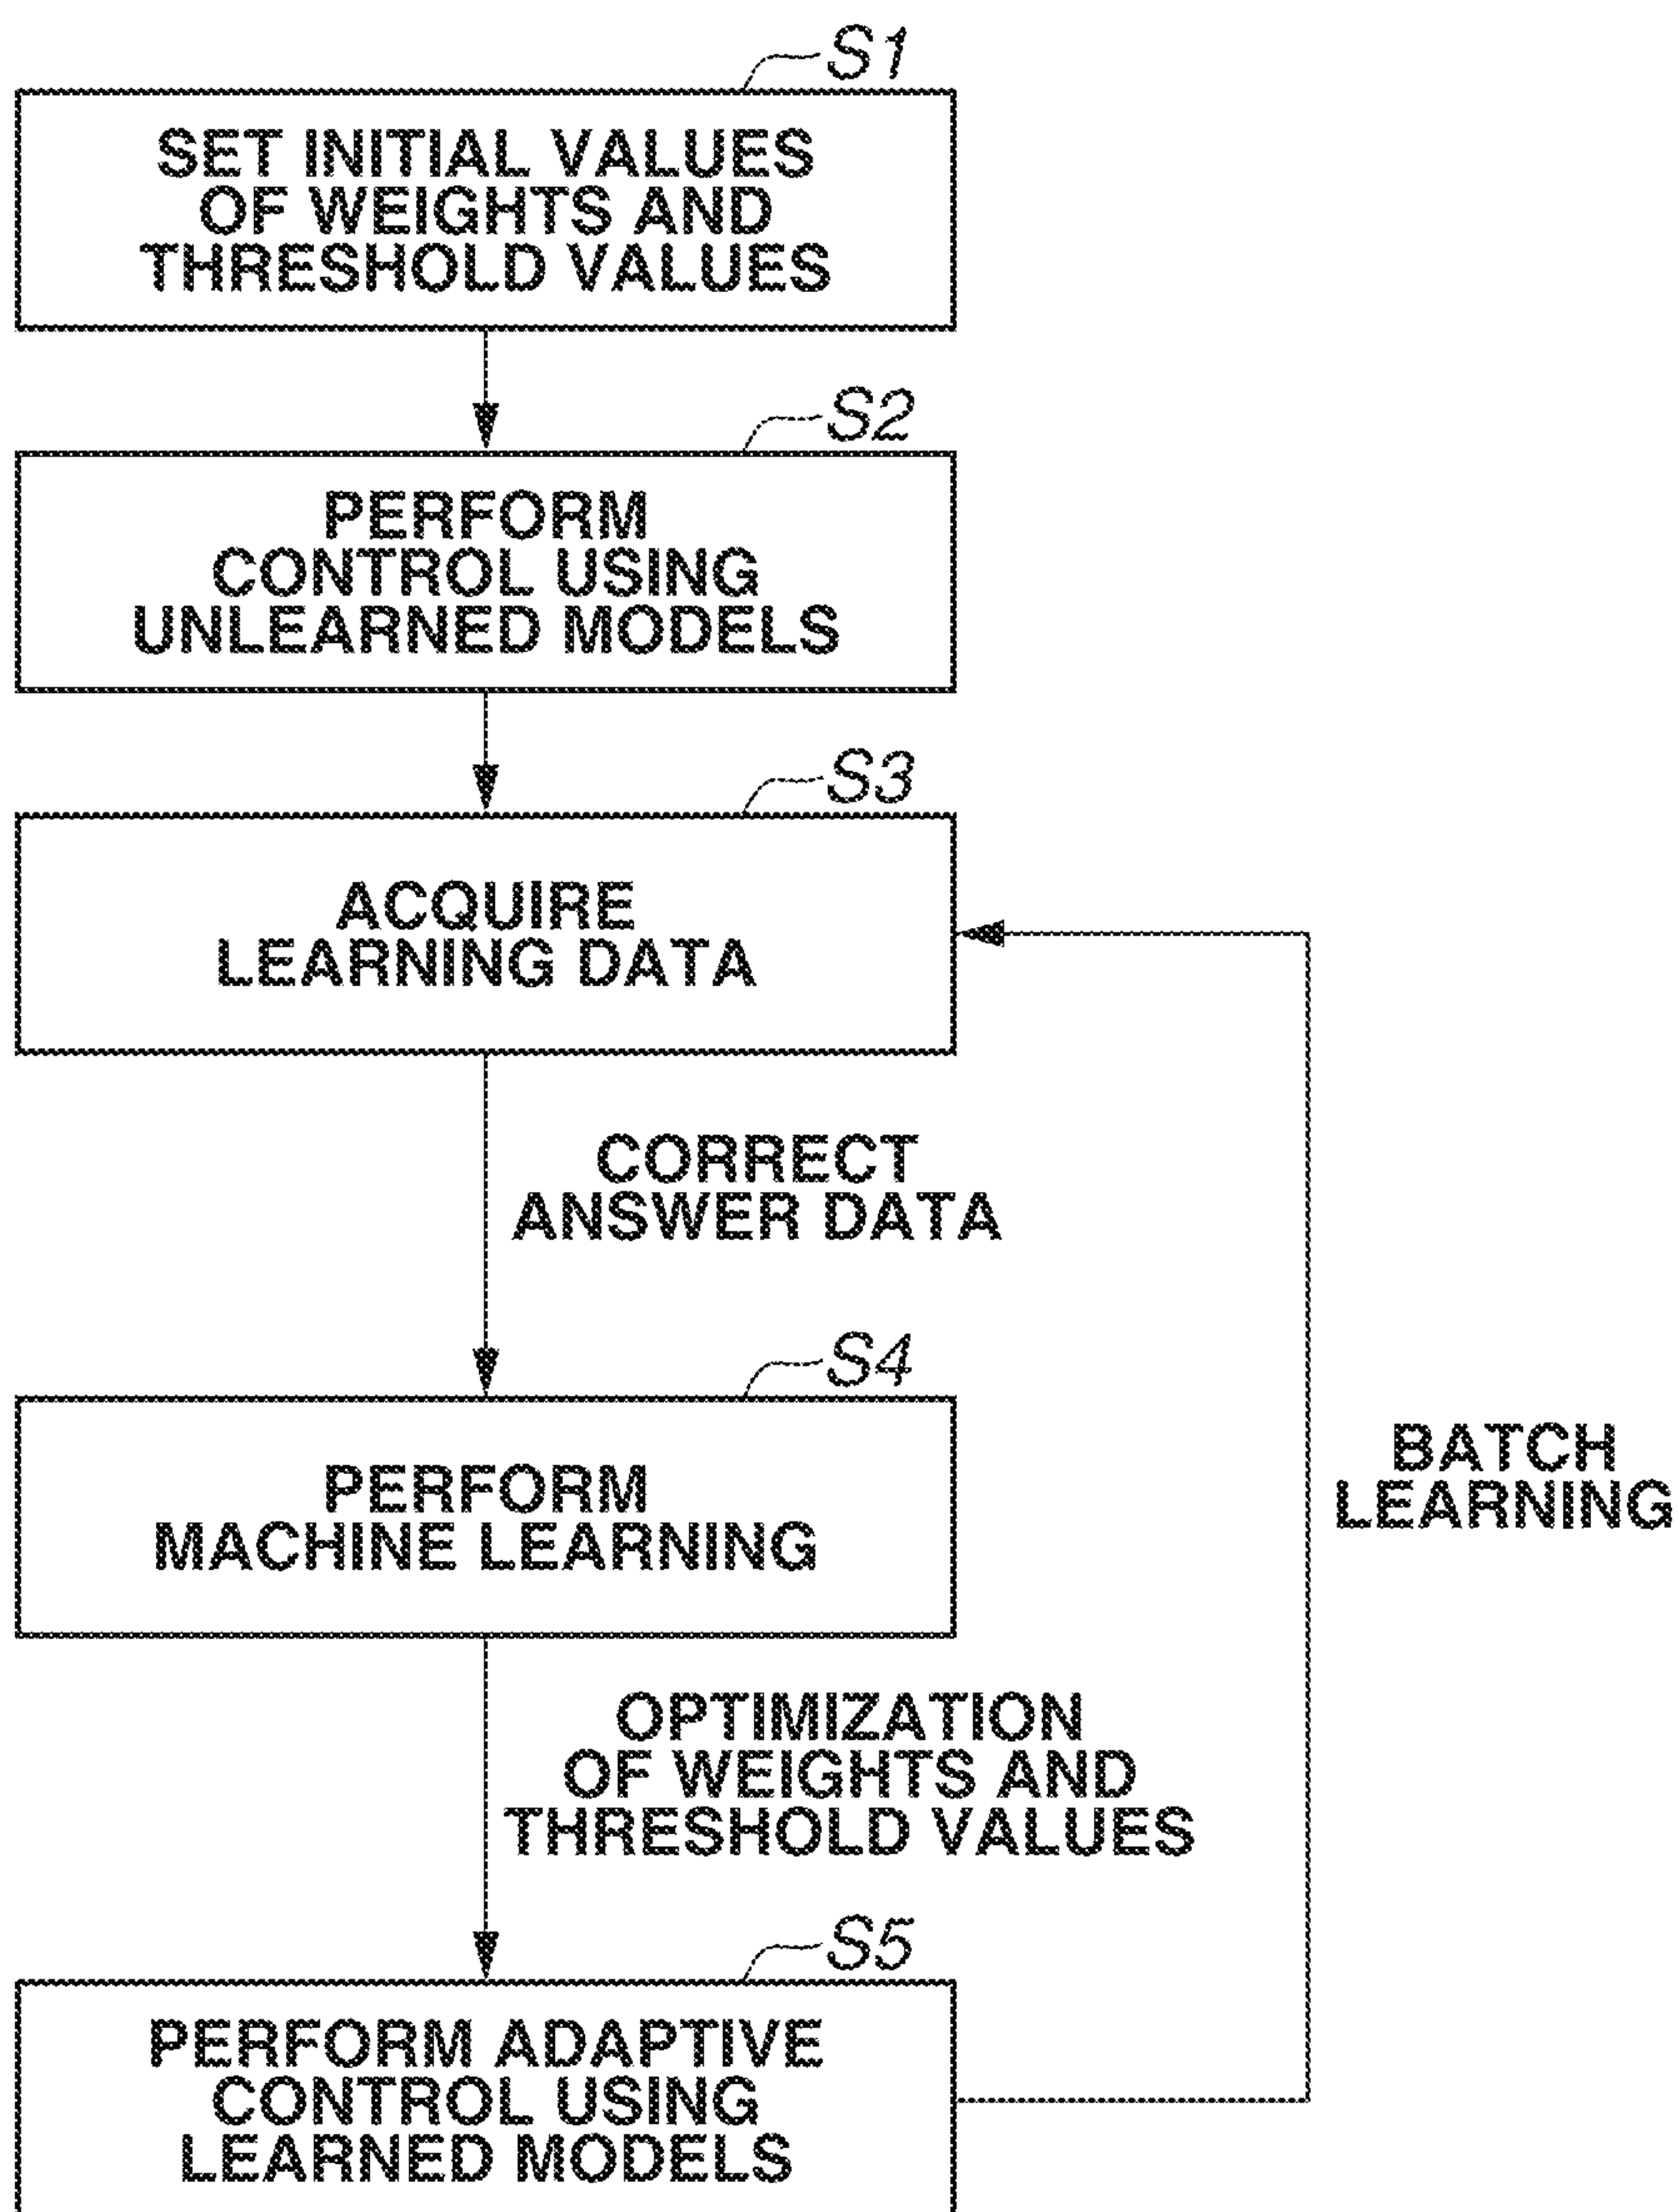 S1
SET INITIAL VALUES
OF WEIGHTS AND
THRESHOLD VALUES
S2
PERFORM
CONTROL USING
UNLEARNED MODELS
S3
ACQUIRE
LEARNING DATA
CORRECT
ANSWER DATA
S4
PERFORM
MACHINE LEARNING
BATCH
LEARNING
OPTIMIZATION
OF WEIGHTS AND
THRESHOLD VALUES
S5
PERFORM ADAPTIVE
CONTROL USING
LEARNED MODELS